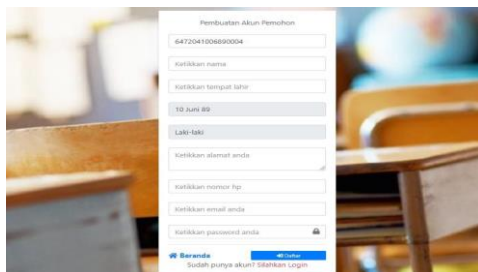 Pembuatan Akun Pemohon
6472041006890004
Ketikkan nama
Ketikkan tempat lahir
10 Juni 89
Laki-laki
Ketikkan alamat anda
Ketikkan nomor hp
Ketikkan email anda
Ketikkan password anda
Beranda Daftar
Sudah punya akun? Silahkan Login